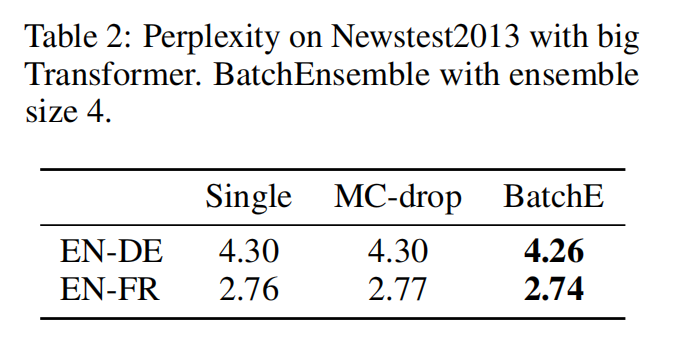 Table 2: Perplexity on Newstest2013 with big
Transformer. BatchEnsemble with ensemble
size 4.
Single MC-drop BatchE
EN-DE 4.30 4.30 4.26
EN-FR 2.76 2.77 2.74